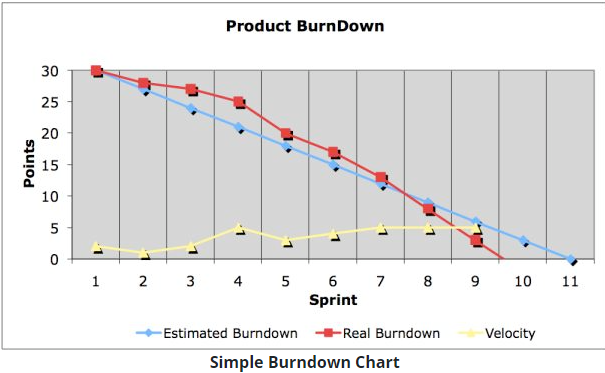 Product BurnDown
30
25
20
15
10
5
0
Points
1 2 3 4 5 6 7 8 9 10 11
Sprint
Estimated Burndown Real Burndown Velocity
Simple Burndown Chart